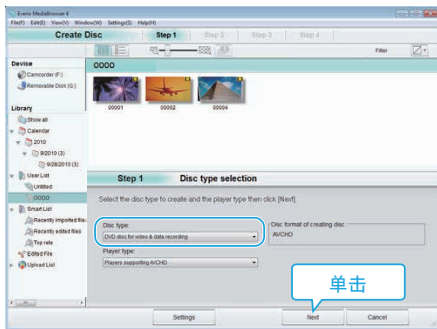 Everio MediaBrowser 4
File(F) Edit(E) View(V) Window(W) Settings(S) Help(H)
Create Disc
Step 1
Step 2
Step 3
Step 4
Filter
Device
Camcorder (F:)
Removable Disk (G:)
Library
Show all
Calendar
2010
9/2010 (3)
9/28/2010 (3)
User List
Untitled
0000
Smart List
Recently imported file
Recently edited files
Top rate
Edited File
Upload List
0000
00001
00002
00004
Step 1 Disc type selection
Select the disc type to create and the player type then click [Next].
Disc type:
DVD disc for video & data recording
Player type:
Players supporting AVCHD
Disc format of creating disc
AVCHD
单击
Settings
Next
Cancel